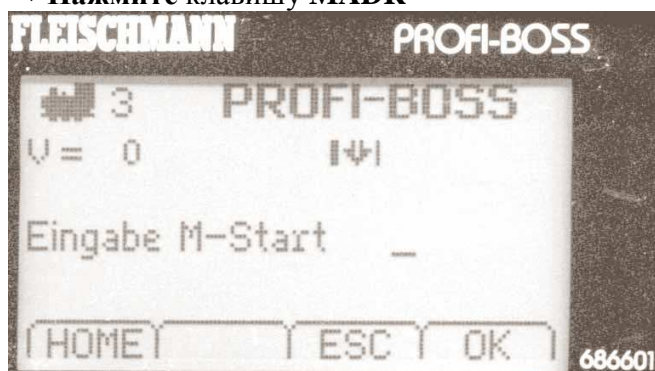 • Нажмите клавишу MADR
FLEISCHMANN PROFI-BOSS
3 PROFI-BOSS
V = 0
Eingabe M-Start _
HOME ESC OK
686601